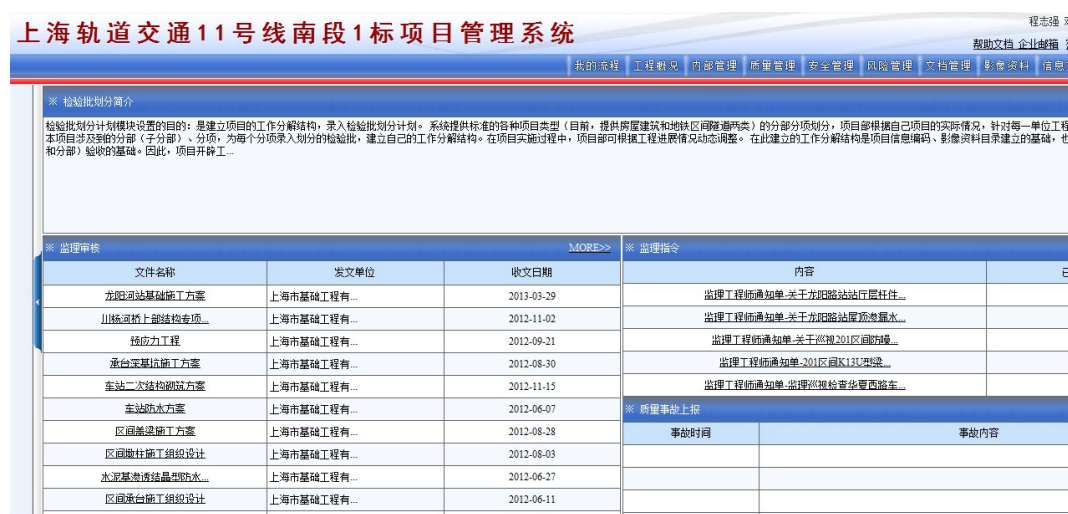 上海轨道交通11号线南段1标项目管理系统
程志强
帮助文档 企业邮箱
我的流程 工程概况 内部管理 质量管理 安全管理 风险管理 文档管理 影像资料 信息
※ 检验批划分简介
检验批划分计划模块设置的目的：是建立项目的工作分解结构，录入检验批划分计划。 系统提供标准的各种项目类型（目前，提供房屋建筑和地铁区间隧道两类）的分部分项划分，项目部根据自己项目的实际情况，针对每一单位工程
本项目涉及到的分部（子分部）、分项，为每个分项录入划分的检验批，建立自己的工作分解结构。在项目实施过程中，项目部可根据工程进展情况动态调整。 在此建立的工作分解结构是项目信息编码、影像资料目录建立的基础，也
和分部）验收的基础。因此，项目开辟工...
※ 监理审核 MORE>> ※ 监理指令
文件名称 发文单位 收文日期 内容
龙阳河站基础施工方案 上海市基础工程有... 2013-03-29 监理工程师通知单-关于龙阳路站站厅层杆件...
川杨河桥上部结构专项... 上海市基础工程有... 2012-11-02 监理工程师通知单-关于龙阳路站屋顶渗漏水...
预应力工程 上海市基础工程有... 2012-09-21 监理工程师通知单-关于巡视201区间防噪...
承台深基坑施工方案 上海市基础工程有... 2012-08-30 监理工程师通知单-201区间K13U型梁...
车站二次结构砌筑方案 上海市基础工程有... 2012-11-15 监理工程师通知单-监理巡视检查华夏西路车...
车站防水方案 上海市基础工程有... 2012-06-07 ※ 质量事故上报
区间盖梁施工方案 上海市基础工程有... 2012-08-28 事故时间 事故内容
区间墩柱施工组织设计 上海市基础工程有... 2012-08-03
水泥基渗透结晶型防水... 上海市基础工程有... 2012-06-27
区间承台施工组织设计 上海市基础工程有... 2012-06-11